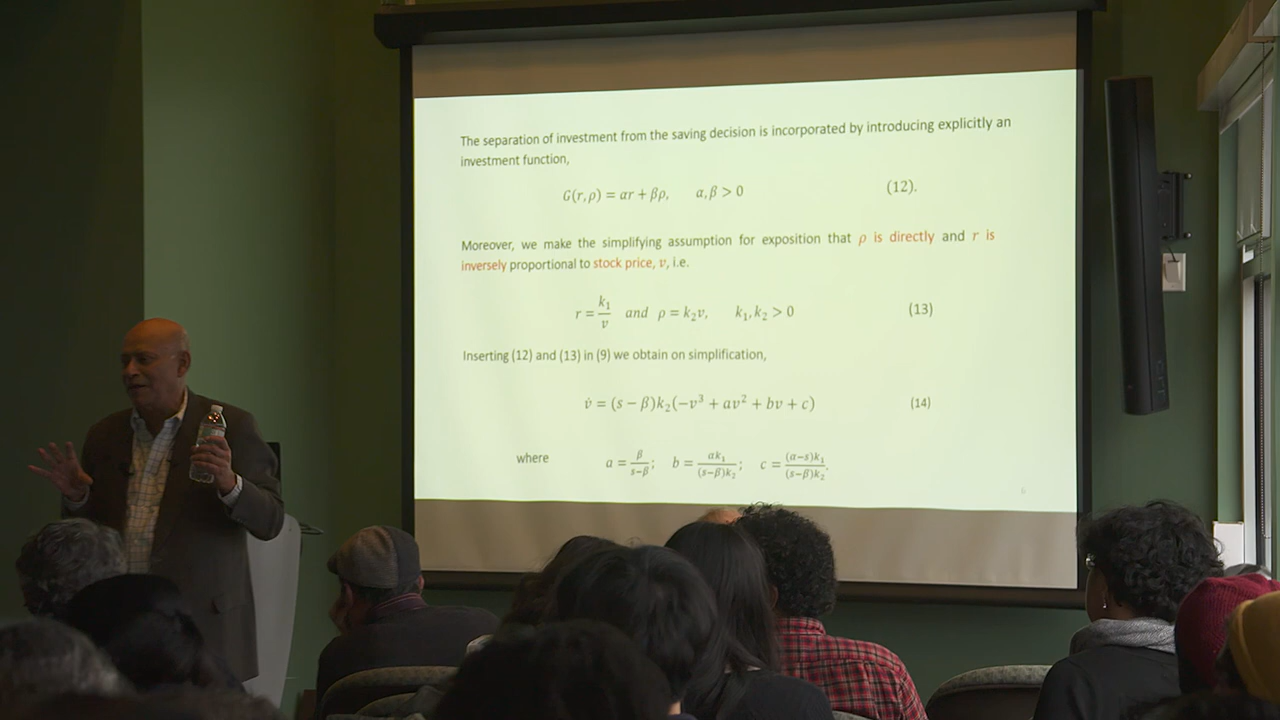 The separation of investment from the saving decision is incorporated by introducing explicitly an
investment function,
G(r,ρ) = αr + βρ, α,β > 0 (12).
Moreover, we make the simplifying assumption for exposition that ρ is directly and r is
inversely proportional to stock price, v, i.e.
r = k₁/v and ρ = k₂v, k₁,k₂ > 0 (13)
Inserting (12) and (13) in (9) we obtain on simplification,
v̇ = (s − β)k₂(−v³ + av² + bv + c) (14)
where a = β/(s−β); b = αk₁/((s−β)k₂); c = (α−s)k₁/((s−β)k₂).